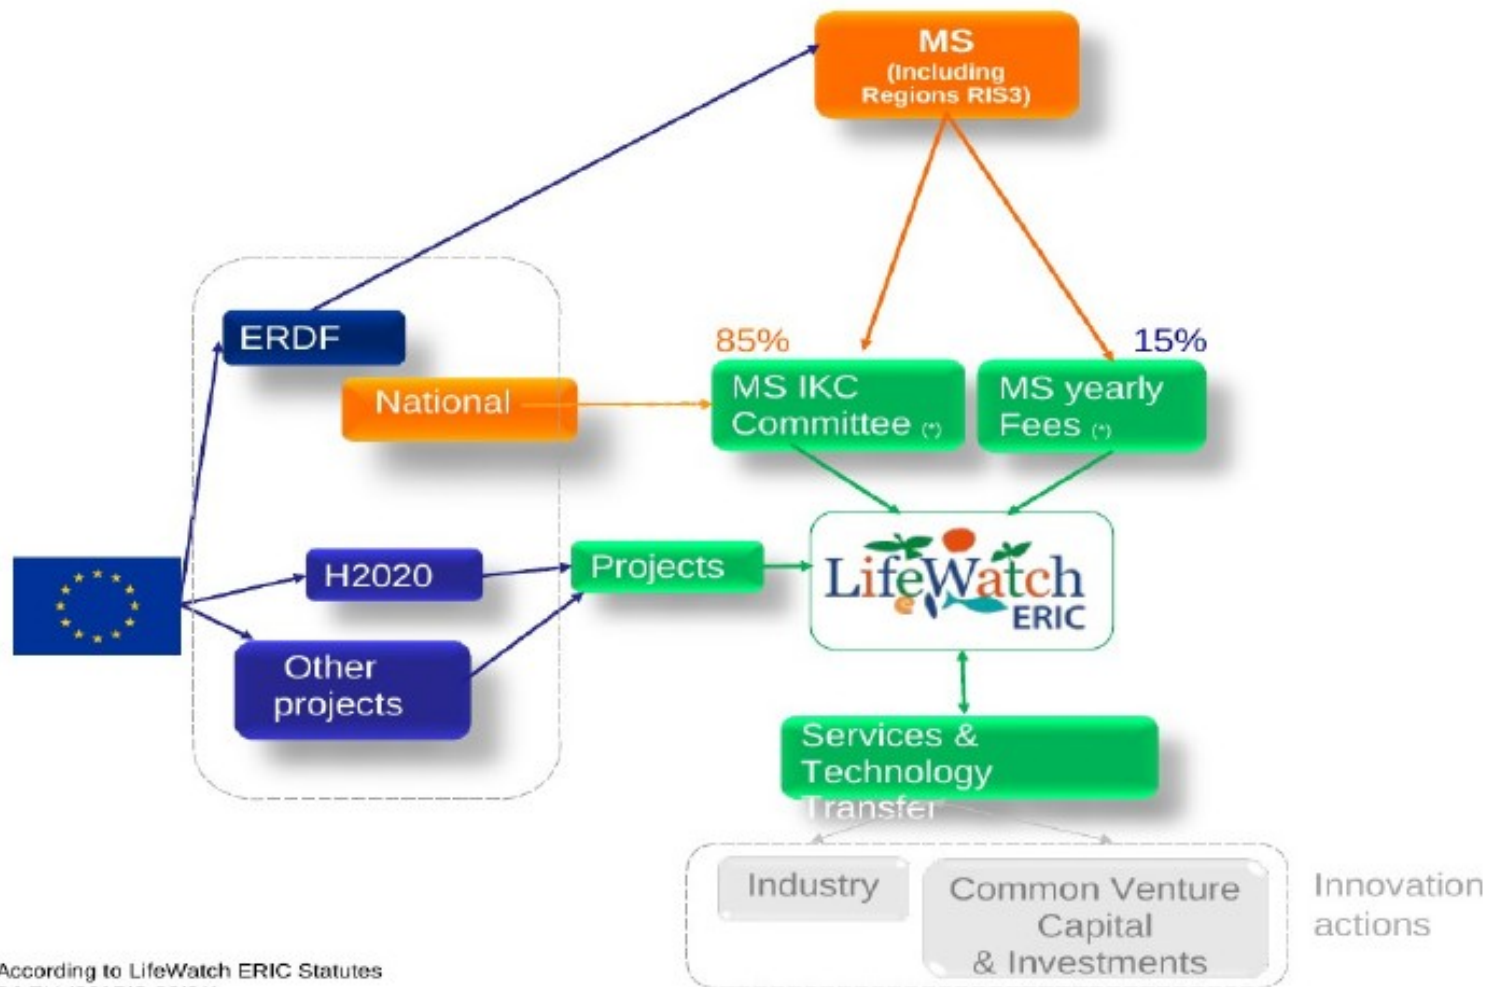 MS
(Including
Regions RIS3)
ERDF
National
85%
15%
MS IKC
Committee (*)
MS yearly
Fees (*)
H2020
Projects
Other
projects
LifeWatch
ERIC
Services &
Technology
Transfer
Industry
Common Venture
Capital
& Investments
Innovation
actions
According to LifeWatch ERIC Statutes